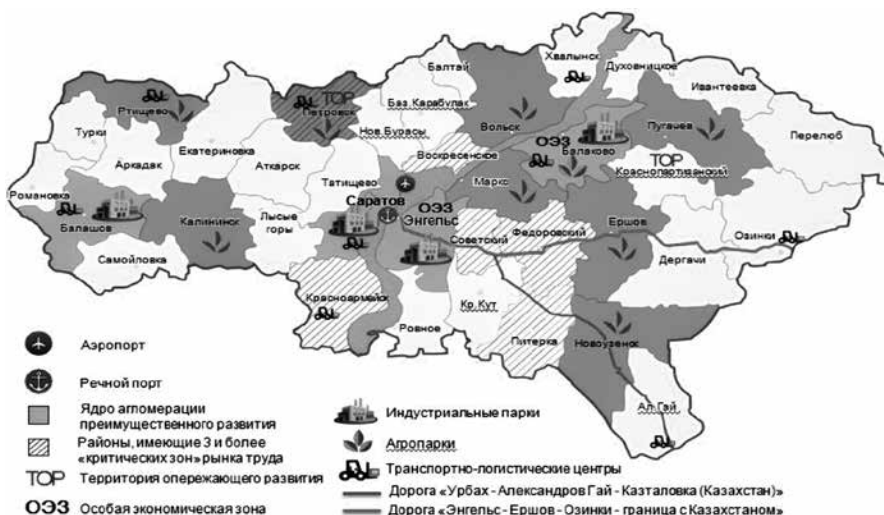 Хвалынск
Духовницкое
Балтай
Ивантеевка
Ртищево
ТОР
Петровск
Баз.Карабулак
Вольск
Пугачев
Турки
Нов.Бурасы
ОЭЗ
Балаково
Перелюб
Екатериновка
Воскресенское
Аркадак
Аткарск
ТОР
Краснопартизанский
Татищево
Марко
Романовка
Саратов
ОЭЗ
Энгельс
Балашов
Калининск
Лысые
горы
Советский
Федоровский
Ершов
Озинки
Самойловка
Дергачи
Красноармейск
Кр.Кут
Ровное
Питерка
Новоузенск
Ал.Гай
Аэропорт
Речной порт
Ядро агломерации
преимущественного развития
Районы, имеющие 3 и более
«критических зон» рынка труда
ТОР Территория опережающего развития
ОЭЗ Особая экономическая зона
Индустриальные парки
Агропарки
Транспортно-логистические центры
Дорога «Урбах - Александров Гай - Казталовка (Казахстан)»
Дорога «Энгельс - Ершов - Озинки - граница с Казахстаном»